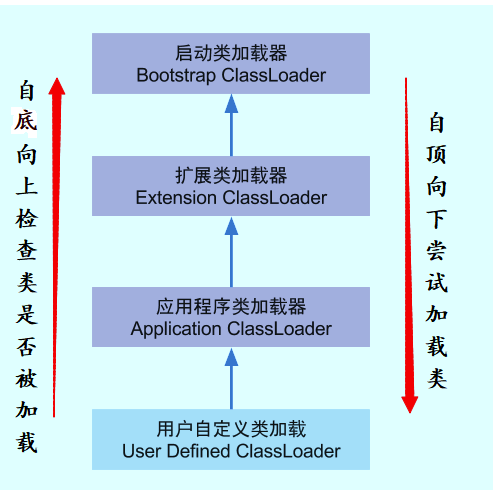 启动类加载器
Bootstrap ClassLoader
扩展类加载器
Extension ClassLoader
应用程序类加载器
Application ClassLoader
用户自定义类加载
User Defined ClassLoader
自底向上检查类是否被加载
自顶向下尝试加载类